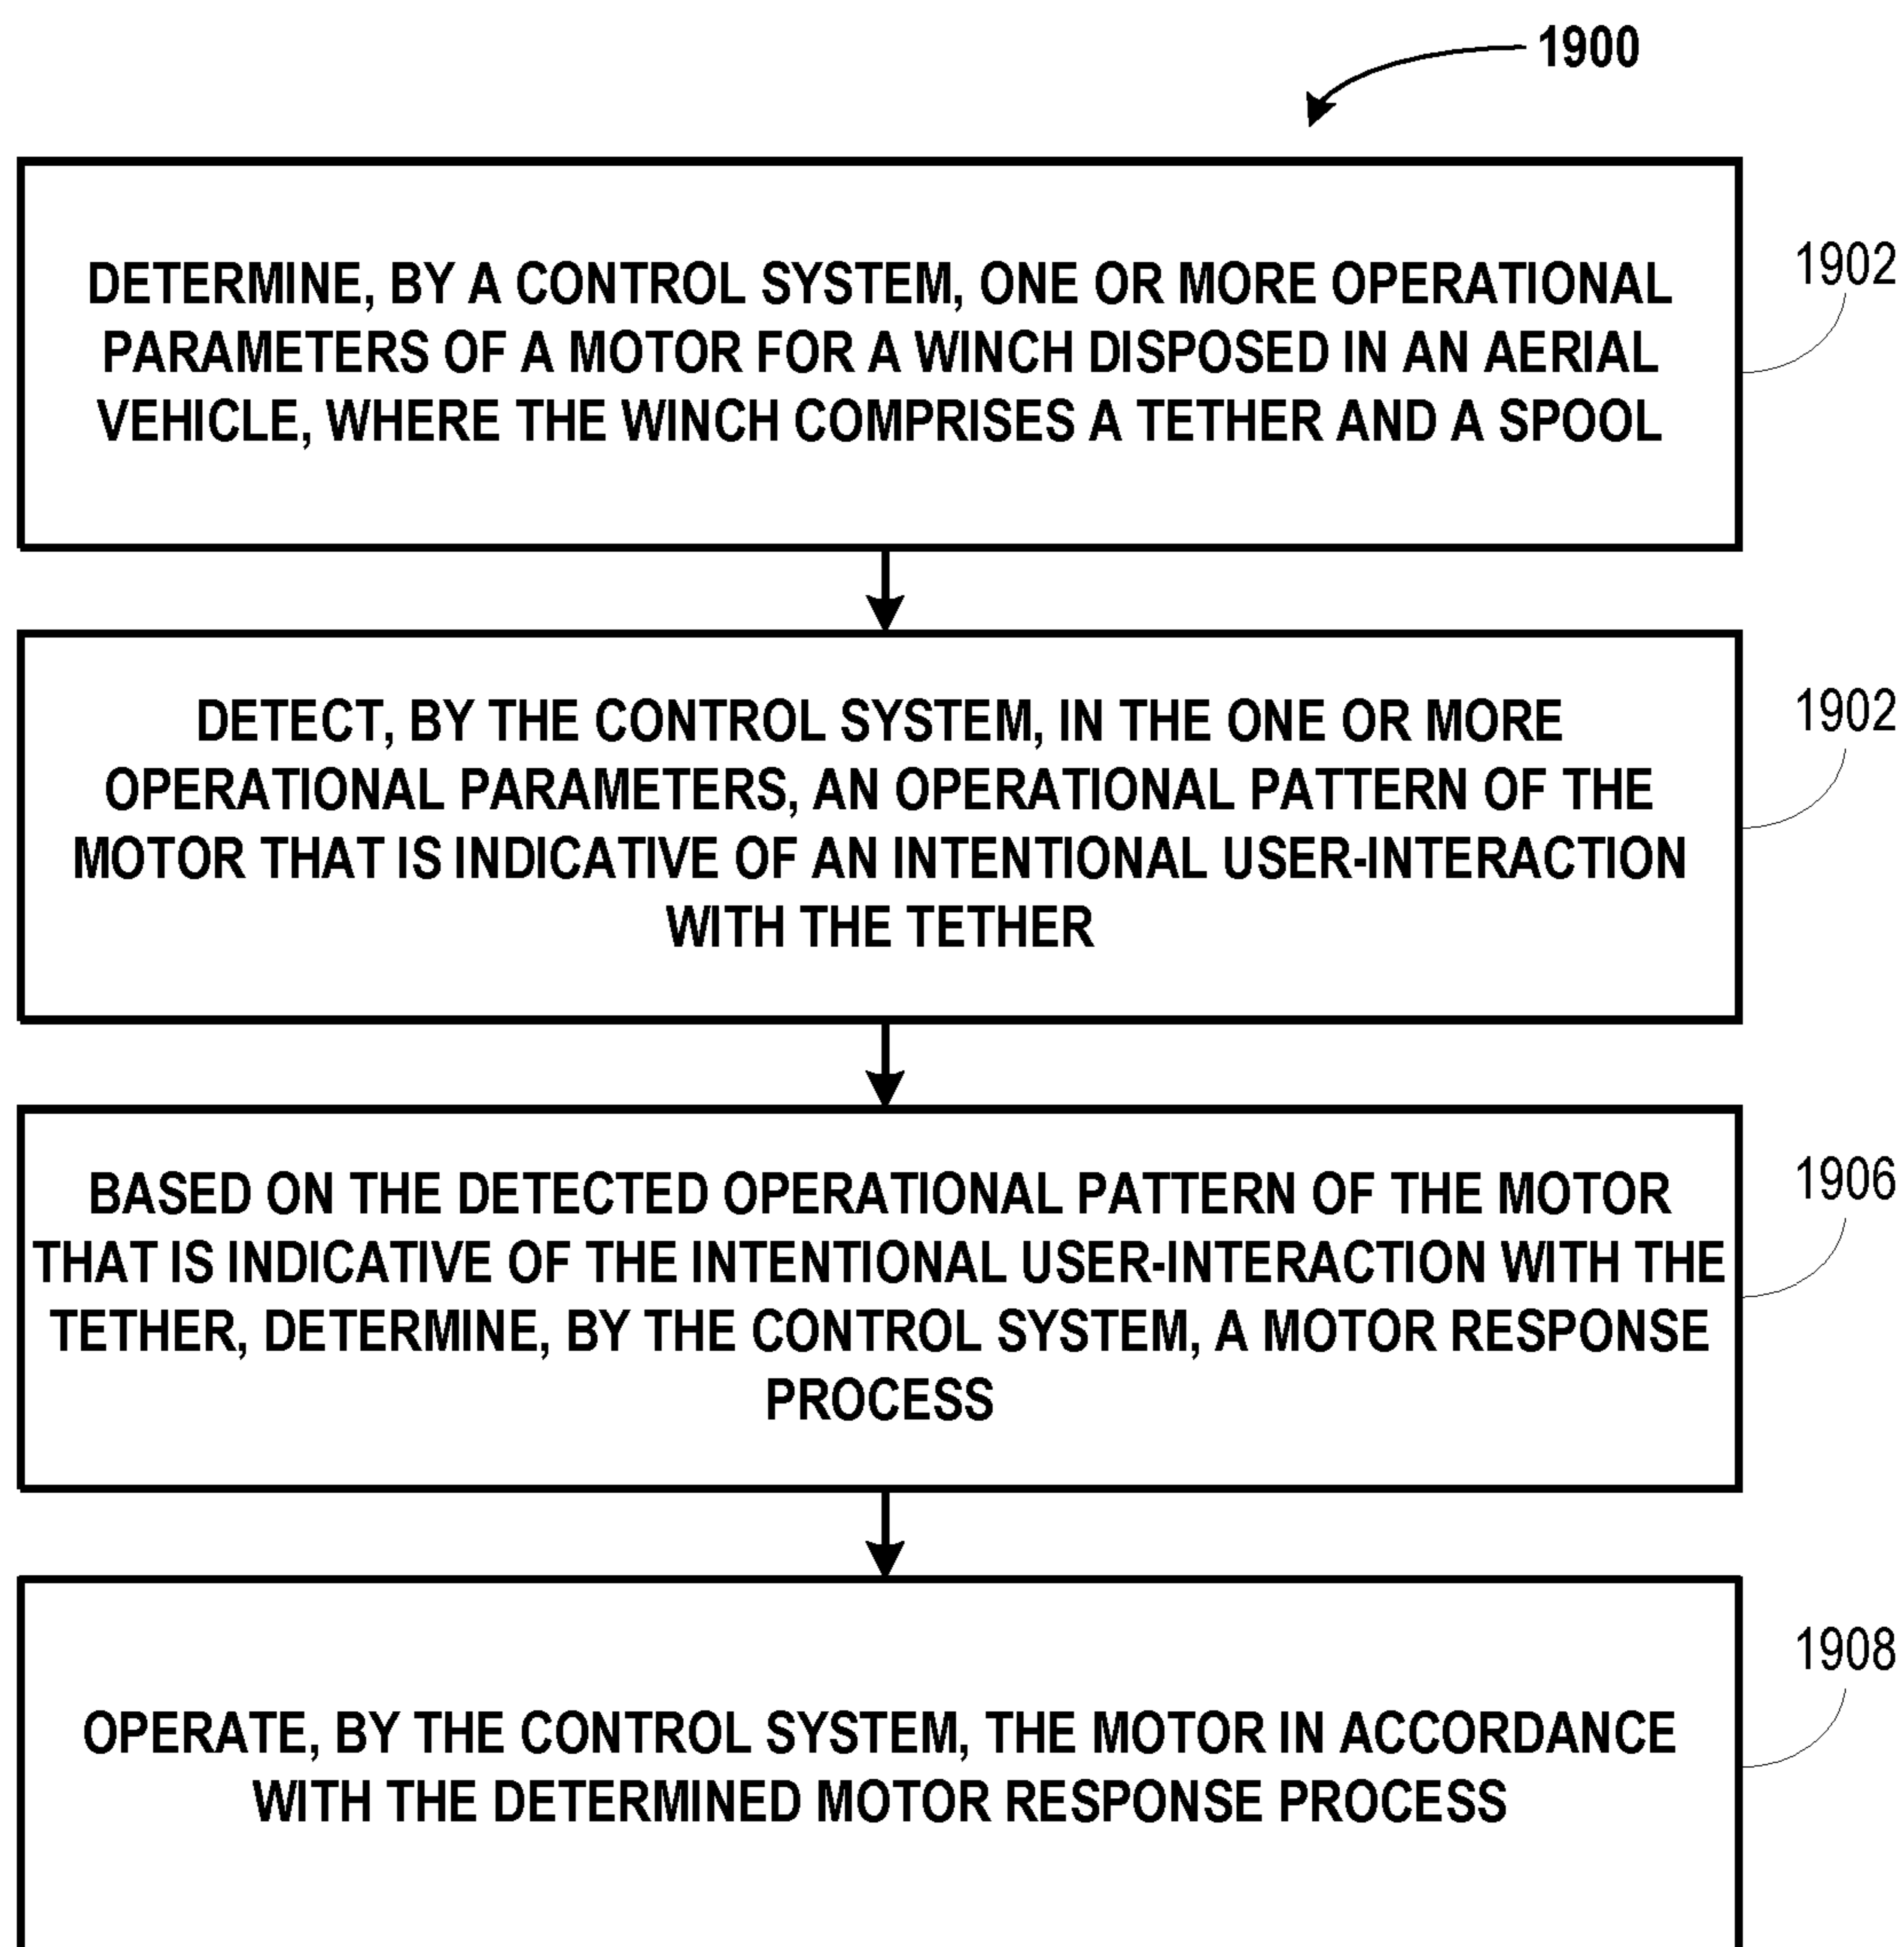 1900
DETERMINE, BY A CONTROL SYSTEM, ONE OR MORE OPERATIONAL
PARAMETERS OF A MOTOR FOR A WINCH DISPOSED IN AN AERIAL
VEHICLE, WHERE THE WINCH COMPRISES A TETHER AND A SPOOL
1902
DETECT, BY THE CONTROL SYSTEM, IN THE ONE OR MORE
OPERATIONAL PARAMETERS, AN OPERATIONAL PATTERN OF THE
MOTOR THAT IS INDICATIVE OF AN INTENTIONAL USER-INTERACTION
WITH THE TETHER
1902
BASED ON THE DETECTED OPERATIONAL PATTERN OF THE MOTOR
THAT IS INDICATIVE OF THE INTENTIONAL USER-INTERACTION WITH THE
TETHER, DETERMINE, BY THE CONTROL SYSTEM, A MOTOR RESPONSE
PROCESS
1906
OPERATE, BY THE CONTROL SYSTEM, THE MOTOR IN ACCORDANCE
WITH THE DETERMINED MOTOR RESPONSE PROCESS
1908